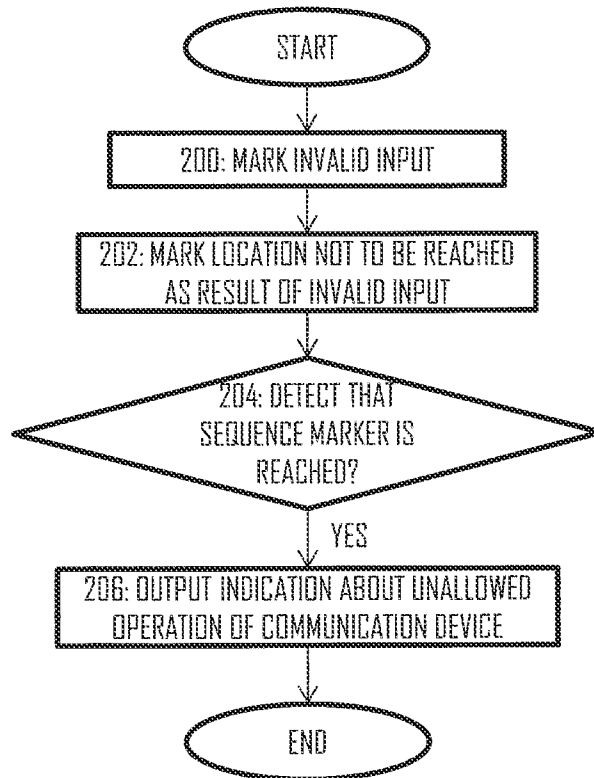 START
200: MARK INVALID INPUT
202: MARK LOCATION NOT TO BE REACHED
AS RESULT OF INVALID INPUT
204: DETECT THAT
SEQUENCE MARKER IS
REACHED?
YES
206: OUTPUT INDICATION ABOUT UNALLOWED
OPERATION OF COMMUNICATION DEVICE
END